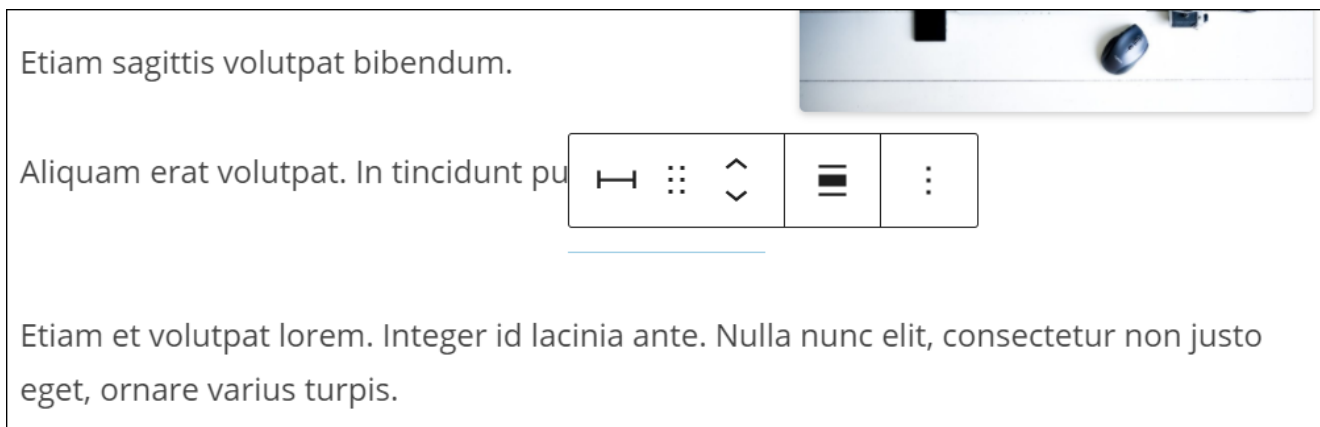 Etiam sagittis volutpat bibendum.
Aliquam erat volutpat. In tincidunt pu
Etiam et volutpat lorem. Integer id lacinia ante. Nulla nunc elit, consectetur non justo
eget, ornare varius turpis.